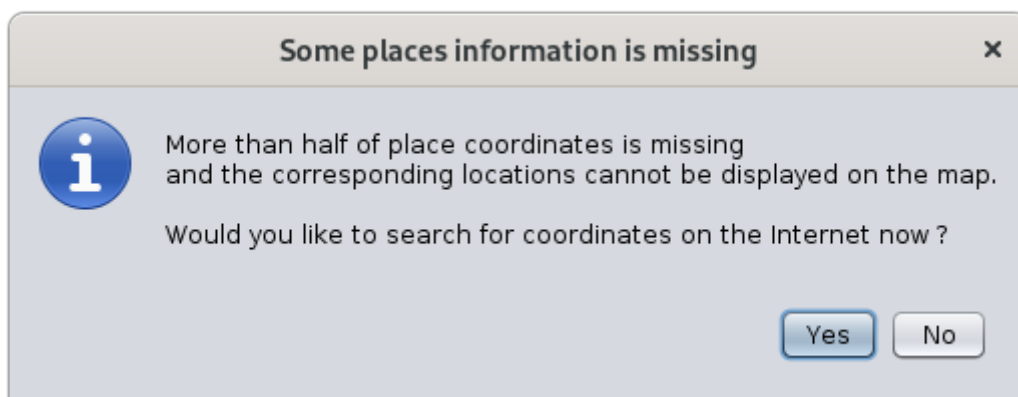 Some places information is missing
More than half of place coordinates is missing
and the corresponding locations cannot be displayed on the map.
Would you like to search for coordinates on the Internet now ?
Yes No